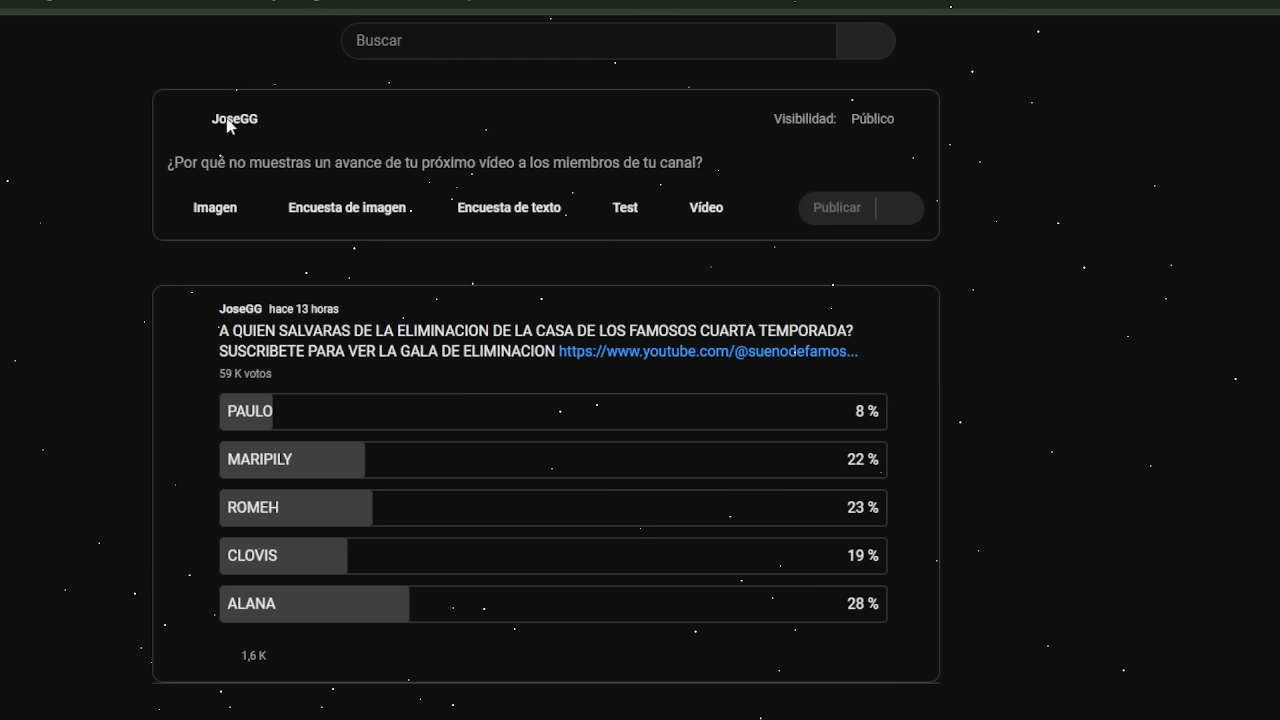 Buscar
JoseGG Visibilidad: Público
¿Por qué no muestras un avance de tu próximo vídeo a los miembros de tu canal?
Imagen Encuesta de imagen Encuesta de texto Test Vídeo Publicar
JoseGG hace 13 horas
A QUIEN SALVARAS DE LA ELIMINACION DE LA CASA DE LOS FAMOSOS CUARTA TEMPORADA?
SUSCRIBETE PARA VER LA GALA DE ELIMINACION https://www.youtube.com/@suenodefamos...
59 K votos
PAULO 8 %
MARIPILY 22 %
ROMEH 23 %
CLOVIS 19 %
ALANA 28 %
1,6 K